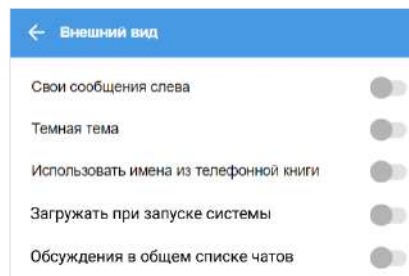 Внешний вид
Свои сообщения слева
Темная тема
Использовать имена из телефонной книги
Загружать при запуске системы
Обсуждения в общем списке чатов